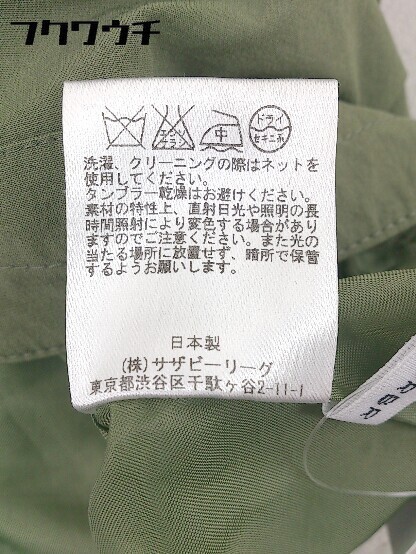 フクワウチ
エンソ
サラシ
中
ドライ
セキユ系
洗濯、クリーニングの際はネットを
使用してください。
タンブラー乾燥はお避けください。
素材の特性上、直射日光や照明の長
時間照射により変色する場合があり
ますのでご注意ください。また光の
当たる場所に放置せず、暗所で保管
するようお願いします。
日本製
(株)サザビーリーグ
東京都渋谷区千駄ヶ谷2-11-1